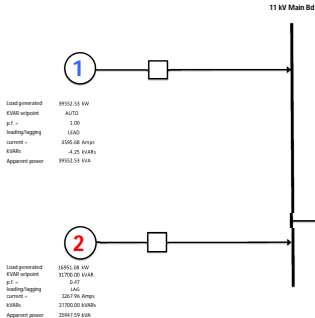 11 kV Main Bd
1
Load generated 39552.53 kW
KVAR setpoint AUTO
p.f. = 1.00
leading/lagging LEAD
current = 3595.68 Amps
kVARs -4.25 kVARs
Apparent power 39552.53 kVA
2
Load generated 16951.08 kW
KVAR setpoint 31700.00 kVAR
p.f. = 0.47
leading/lagging LAG
current = 3267.96 Amps
kVARs 31700.00 kVARs
Apparent power 35947.59 kVA